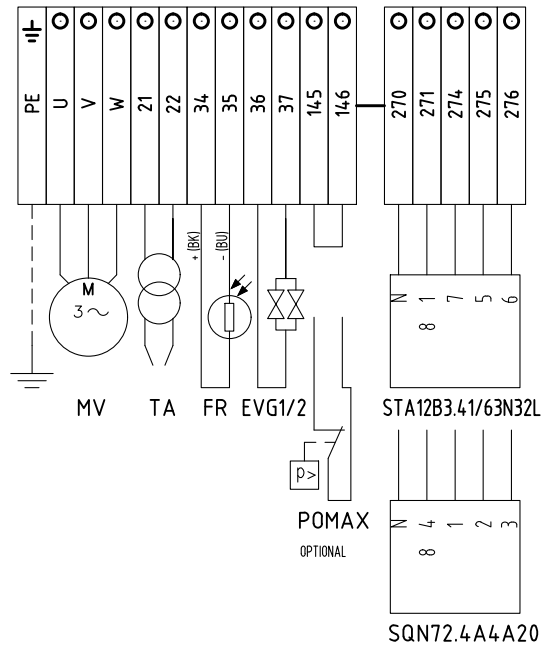 PE U V W 21 22 34 35 36 37 145 146 270 271 274 275 276
+(BK) -(BU)
M
3~
N 1 7 5 6
8
MV TA FR EVG1/2 STA12B3.41/63N32L
p>
N 4 1 2 3
8
POMAX
OPTIONAL
SQN72.4A4A20